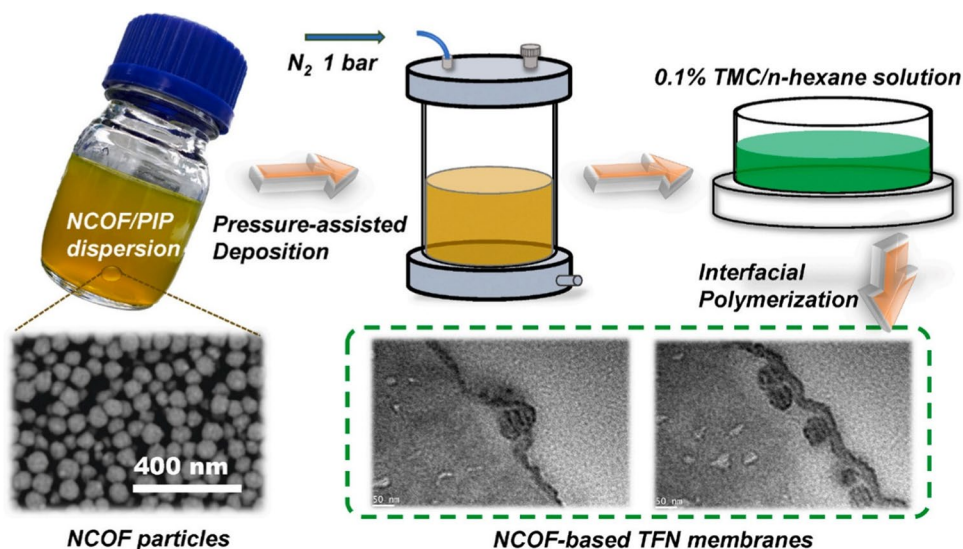 N₂ 1 bar
0.1% TMC/n-hexane solution
NCOF/PIP
dispersion
Pressure-assisted
Deposition
Interfacial
Polymerization
400 nm
50 nm
50 nm
NCOF particles
NCOF-based TFN membranes